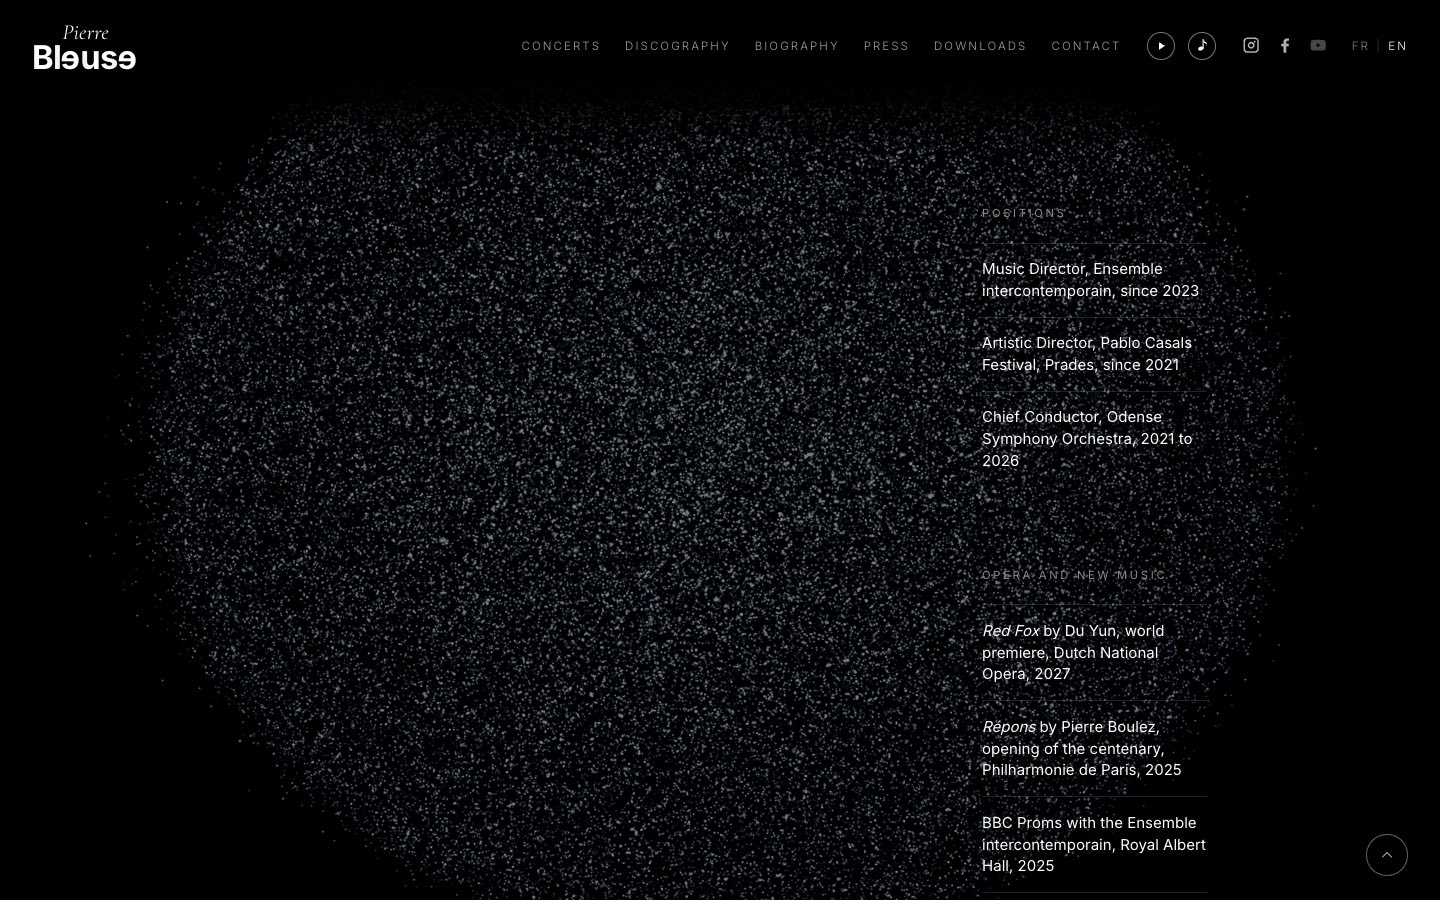 Pierre
Bleuse
CONCERTS DISCOGRAPHY BIOGRAPHY PRESS DOWNLOADS CONTACT FR EN
POSITIONS
Music Director, Ensemble
intercontemporain, since 2023
Artistic Director, Pablo Casals
Festival, Prades, since 2021
Chief Conductor, Odense
Symphony Orchestra, 2021 to
2026
OPERA AND NEW MUSIC
Red Fox by Du Yun, world
premiere, Dutch National
Opera, 2027
Répons by Pierre Boulez,
opening of the centenary,
Philharmonie de Paris, 2025
BBC Proms with the Ensemble
intercontemporain, Royal Albert
Hall, 2025